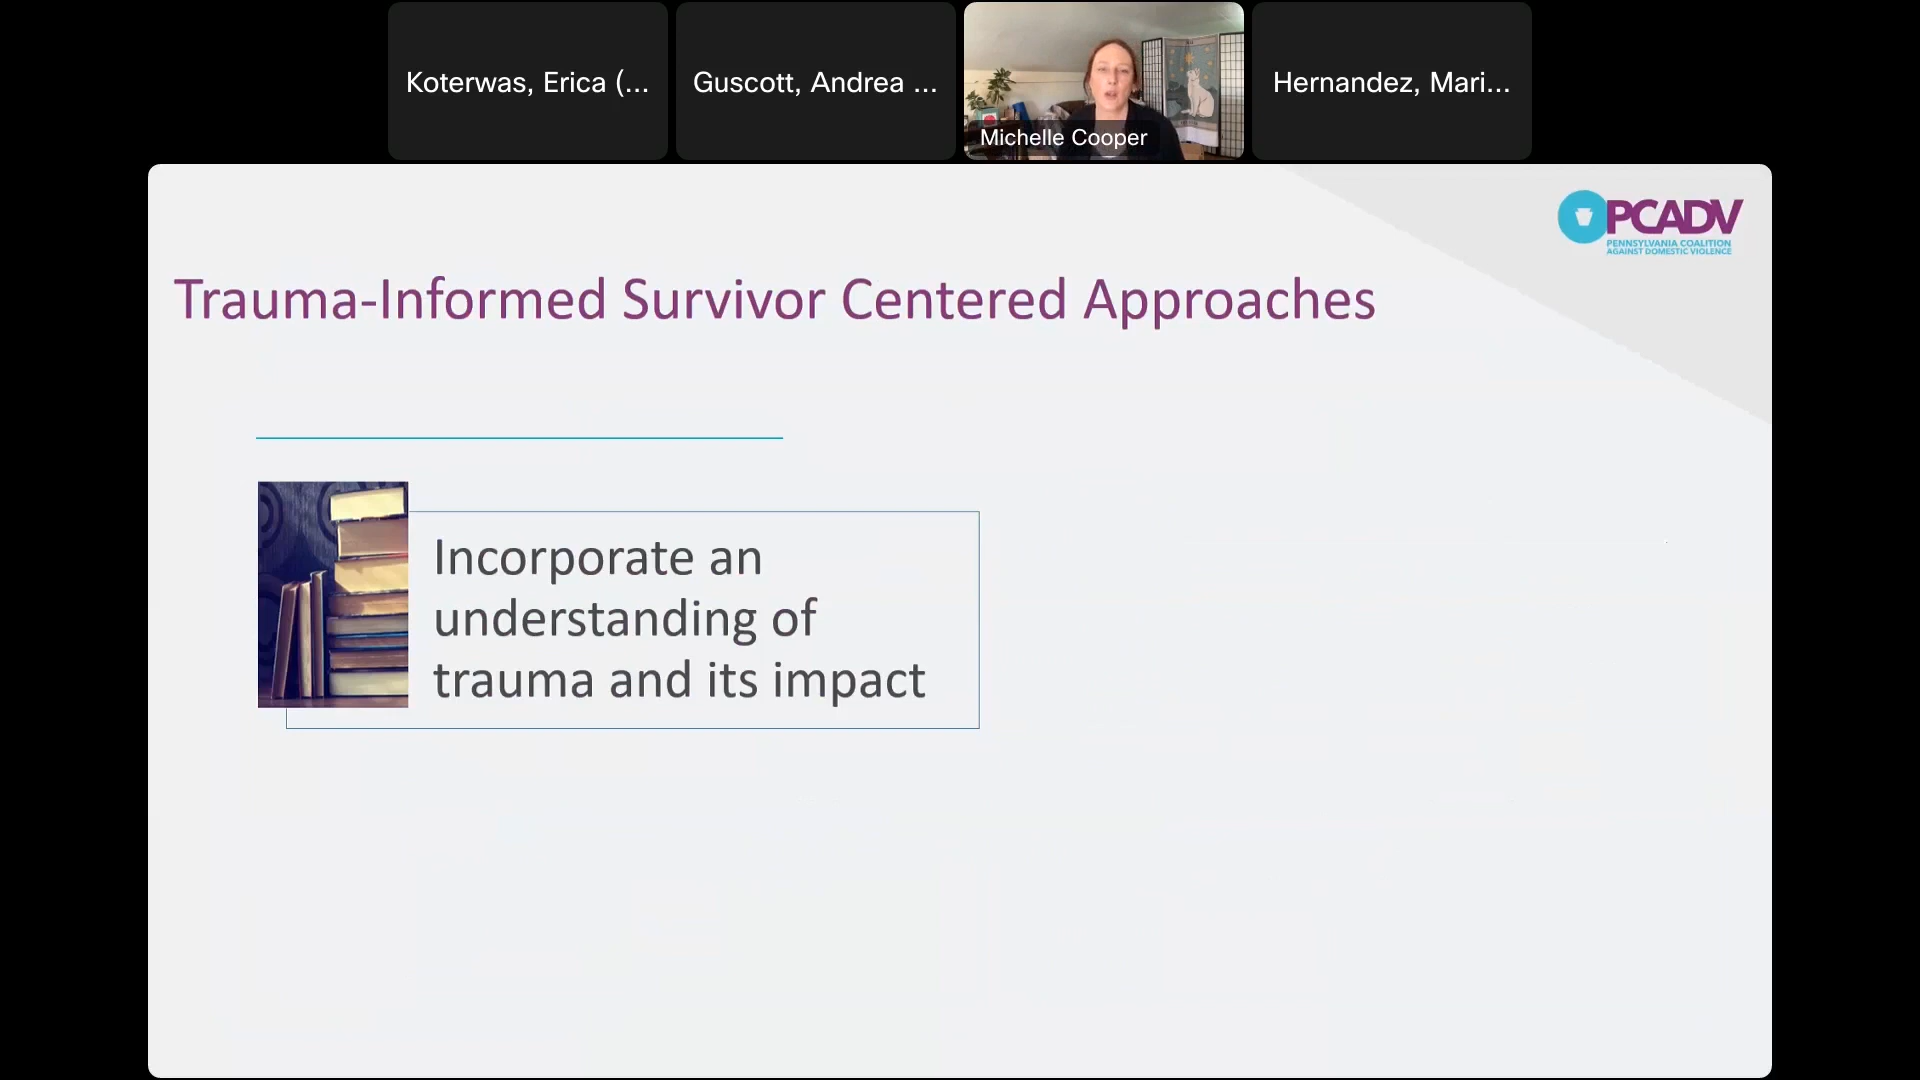 Koterwas, Erica (...
Guscott, Andrea ...
Michelle Cooper
Hernandez, Mari...
PCADV
PENNSYLVANIA COALITION
AGAINST DOMESTIC VIOLENCE
Trauma-Informed Survivor Centered Approaches
Incorporate an
understanding of
trauma and its impact